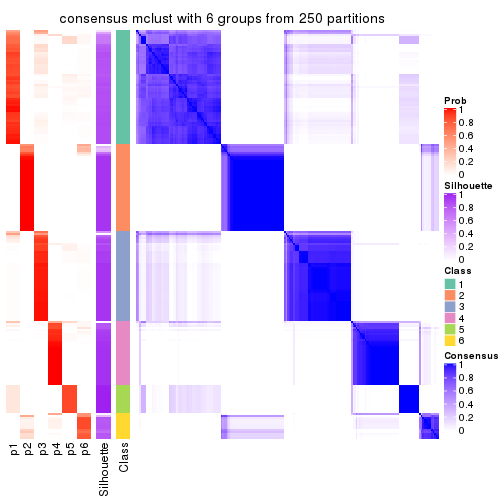 consensus mclust with 6 groups from 250 partitions
Prob
1
0.8
0.6
0.4
0.2
0
Silhouette
1
0.8
0.6
0.4
0.2
0
Class
1
2
3
4
5
6
Consensus
1
0.8
0.6
0.4
0.2
0
p1
p2
p3
p4
p5
p6
Silhouette
Class